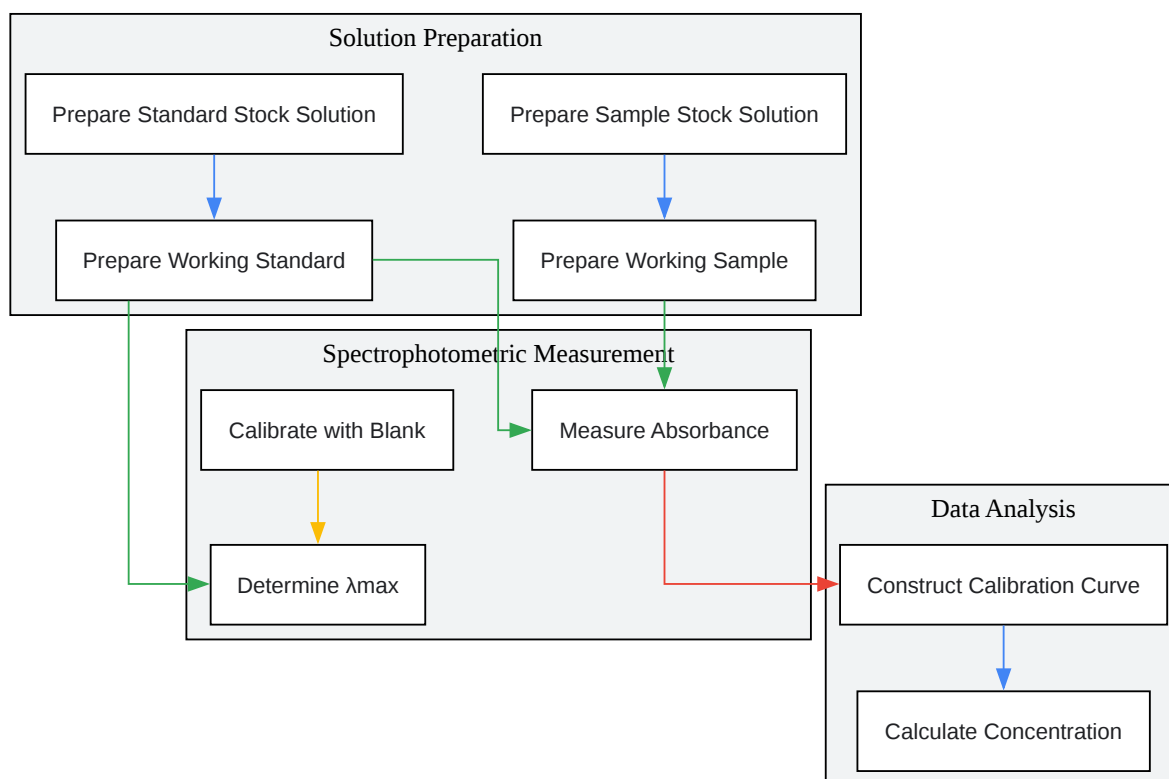 Solution Preparation
Prepare Standard Stock Solution
Prepare Sample Stock Solution
Prepare Working Standard
Prepare Working Sample
Spectrophotometric Measurement
Calibrate with Blank
Measure Absorbance
Determine λmax
Data Analysis
Construct Calibration Curve
Calculate Concentration